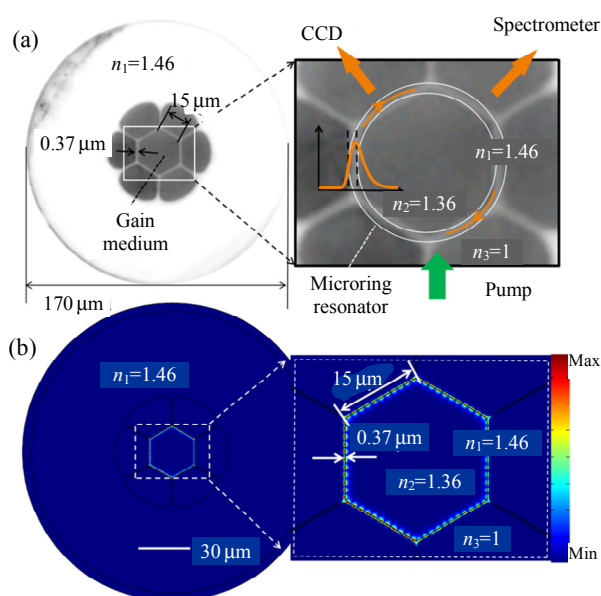 (a)
n₁=1.46
15 μm
0.37 μm
Gain
medium
170 μm
CCD
Spectrometer
n₁=1.46
n₂=1.36
n₃=1
Microring
resonator
Pump
(b)
n₁=1.46
30 μm
15 μm
0.37 μm
n₁=1.46
n₂=1.36
n₃=1
Max
Min